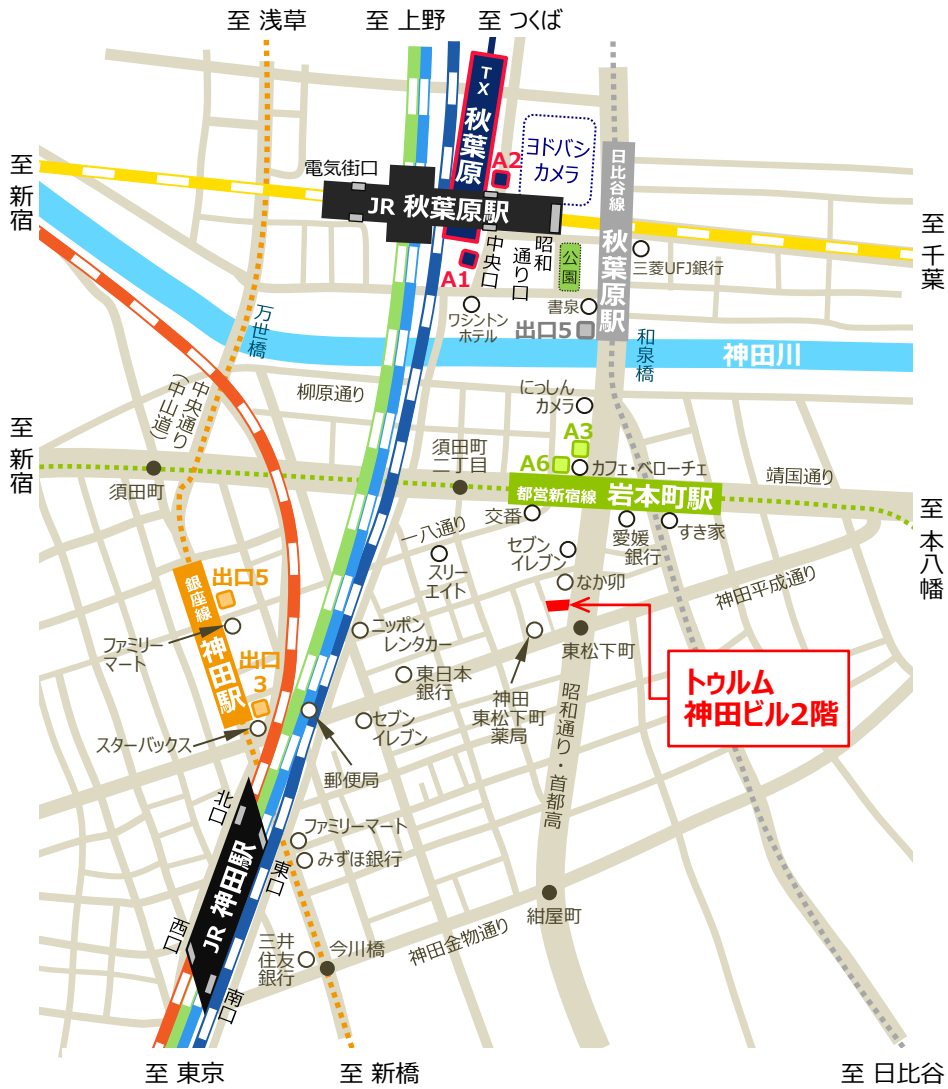 至 浅草
至 上野
至 つくば
TX 秋葉原
A2
ヨドバシ
カメラ
日比谷線 秋葉原駅
電気街口
至 新宿
JR 秋葉原駅
至 千葉
中央口
昭和
通り口
公園
三菱UFJ銀行
A1
ワシントン
ホテル
書泉
出口5
万世橋
和泉橋
神田川
中央通り
(中山道)
柳原通り
にっしん
カメラ
至 新宿
須田町
二丁目
A3
A6
カフェ・ベローチェ
靖国通り
須田町
都営新宿線 岩本町駅
至 本八幡
交番
愛媛
銀行
すき家
一八通り
スリー
エイト
セブン
イレブン
なか卯
神田平成通り
銀座線 神田駅
出口5
ファミリー
マート
ニッポン
レンタカー
東松下町
出口
3
東日本
銀行
神田
東松下町
薬局
トゥルム
神田ビル2階
スターバックス
セブン
イレブン
昭和通り・首都高
郵便局
北口
JR 神田駅
ファミリーマート
みずほ銀行
東口
西口
紺屋町
三井
住友
銀行
今川橋
神田金物通り
南口
至 東京
至 新橋
至 日比谷